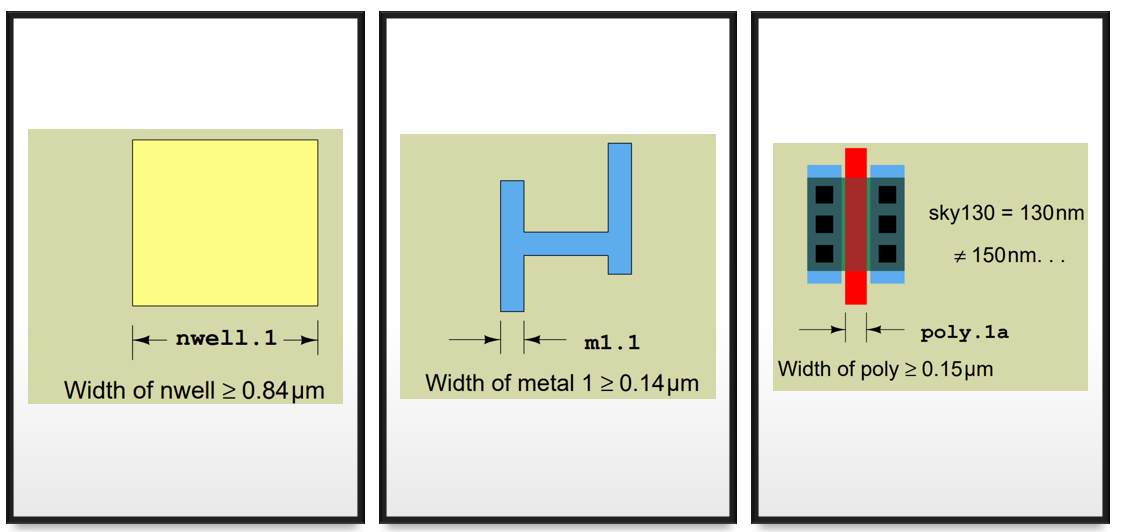 nwell.1
Width of nwell ≥ 0.84µm
m1.1
Width of metal 1 ≥ 0.14µm
sky130 = 130nm
≠ 150nm. . .
poly.1a
Width of poly ≥ 0.15µm